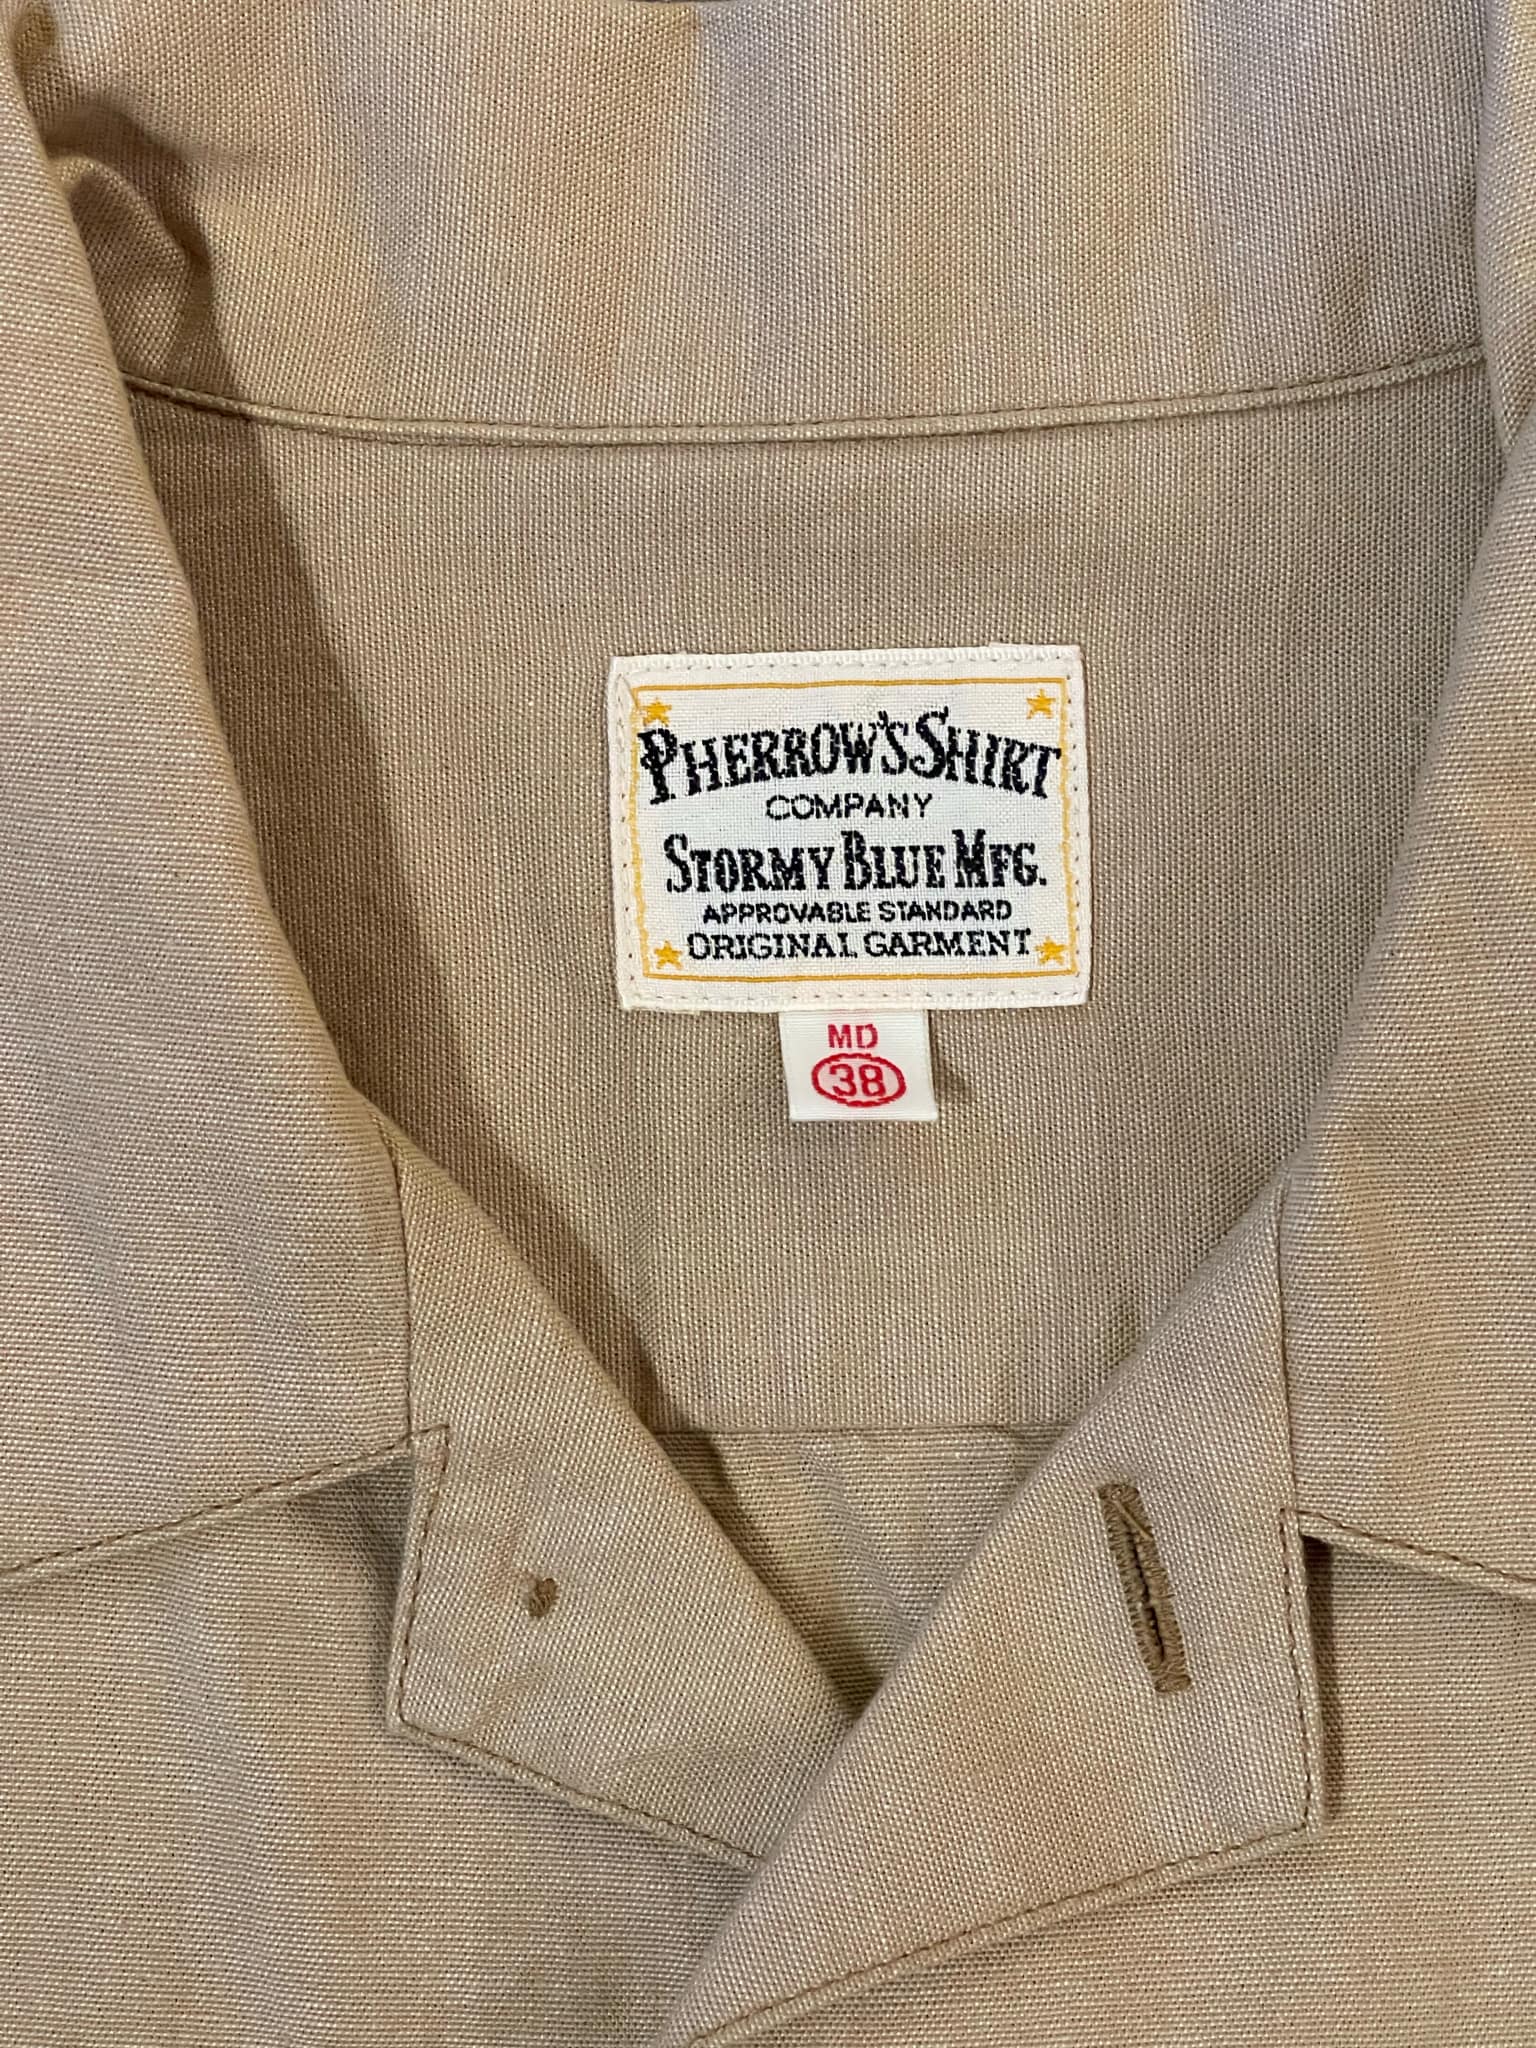 PHERROW'S SHIRT
COMPANY
STORMY BLUE MFG.
APPROVABLE STANDARD
ORIGINAL GARMENT
MD
38